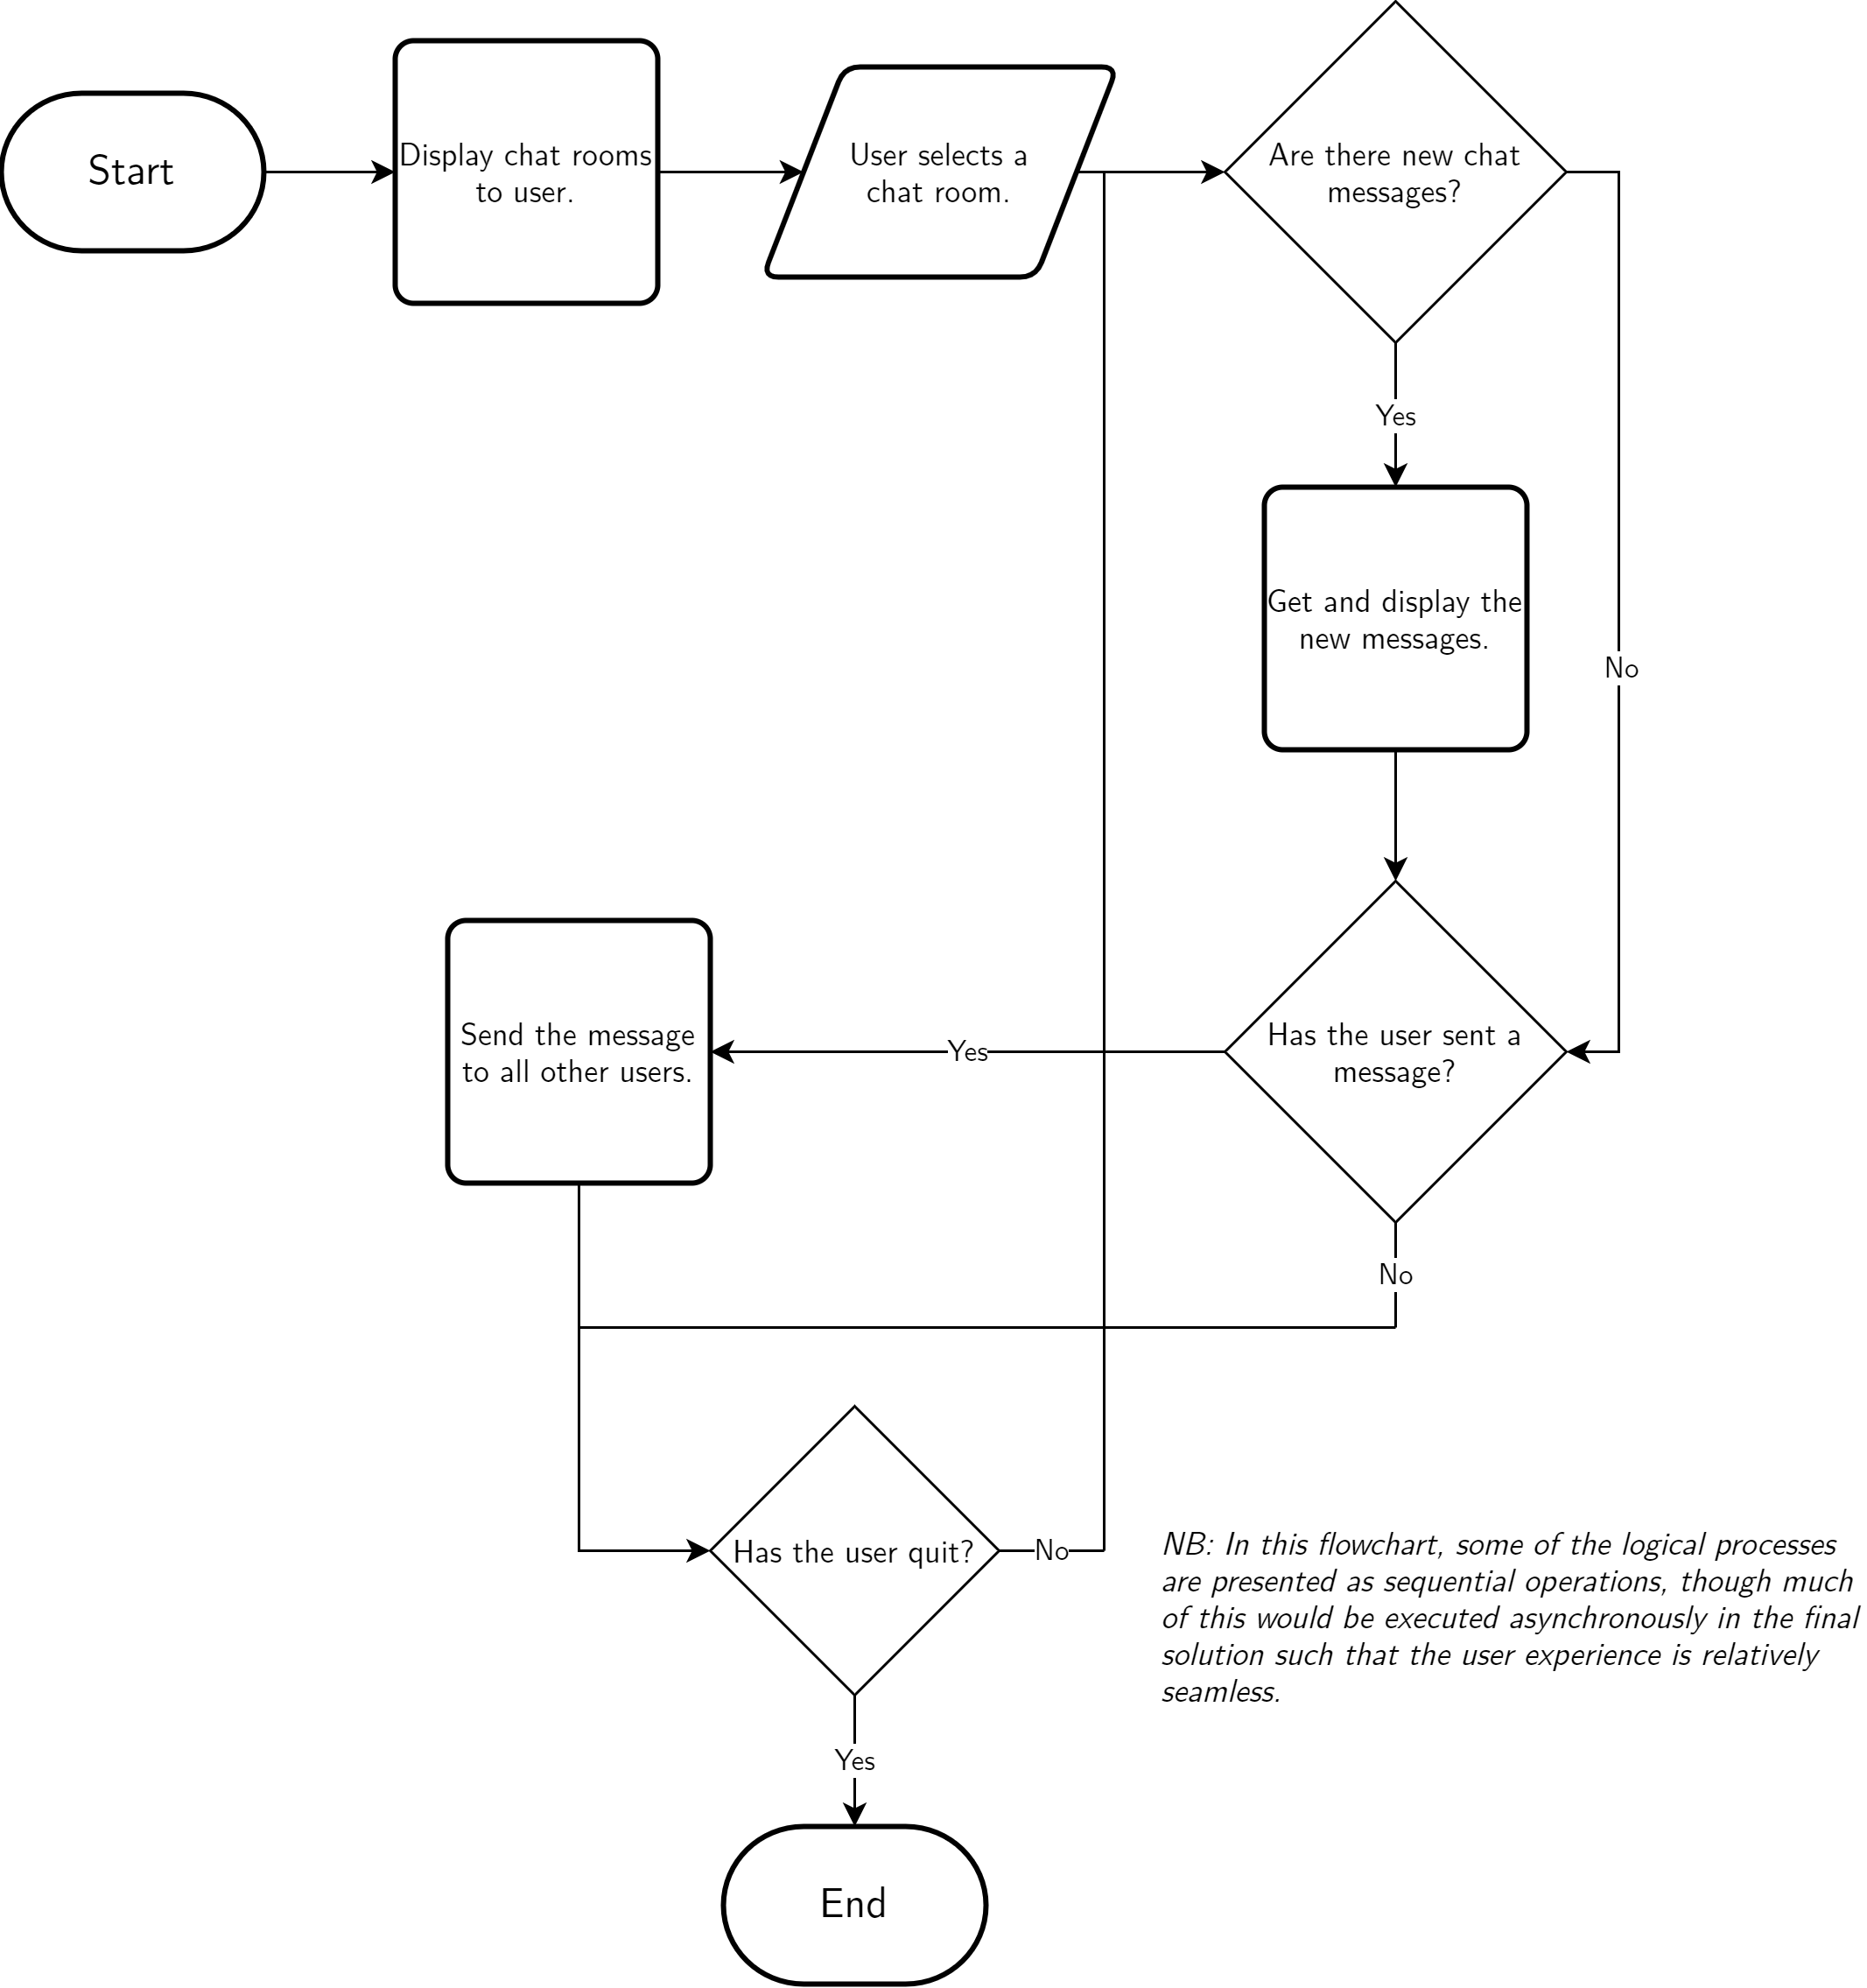 Start
Display chat rooms
to user.
User selects a
chat room.
Are there new chat
messages?
Yes
Get and display the
new messages.
No
Has the user sent a
message?
Yes
Send the message
to all other users.
No
Has the user quit?
No
NB: In this flowchart, some of the logical processes
are presented as sequential operations, though much
of this would be executed asynchronously in the final
solution such that the user experience is relatively
seamless.
Yes
End